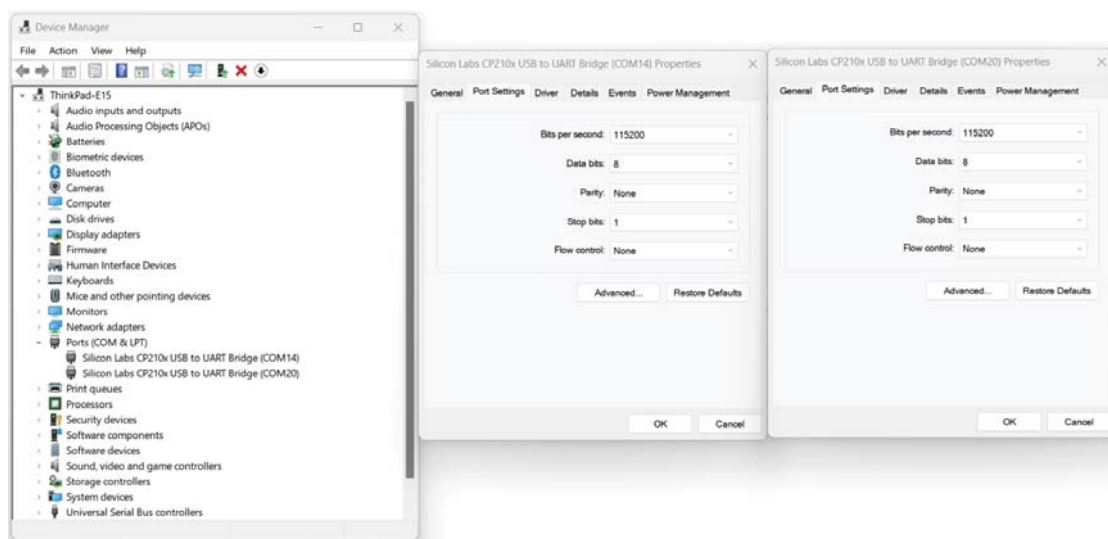 Device Manager
File Action View Help
ThinkPad-E15
Audio inputs and outputs
Audio Processing Objects (APOs)
Batteries
Biometric devices
Bluetooth
Cameras
Computer
Disk drives
Display adapters
Firmware
Human Interface Devices
Keyboards
Mice and other pointing devices
Monitors
Network adapters
Ports (COM & LPT)
Silicon Labs CP210x USB to UART Bridge (COM14)
Silicon Labs CP210x USB to UART Bridge (COM20)
Print queues
Processors
Security devices
Software components
Software devices
Sound, video and game controllers
Storage controllers
System devices
Universal Serial Bus controllers
Silicon Labs CP210x USB to UART Bridge (COM14) Properties
General Port Settings Driver Details Events Power Management
Bits per second: 115200
Data bits: 8
Parity: None
Stop bits: 1
Flow control: None
Advanced... Restore Defaults
OK Cancel
Silicon Labs CP210x USB to UART Bridge (COM20) Properties
General Port Settings Driver Details Events Power Management
Bits per second: 115200
Data bits: 8
Parity: None
Stop bits: 1
Flow control: None
Advanced... Restore Defaults
OK Cancel